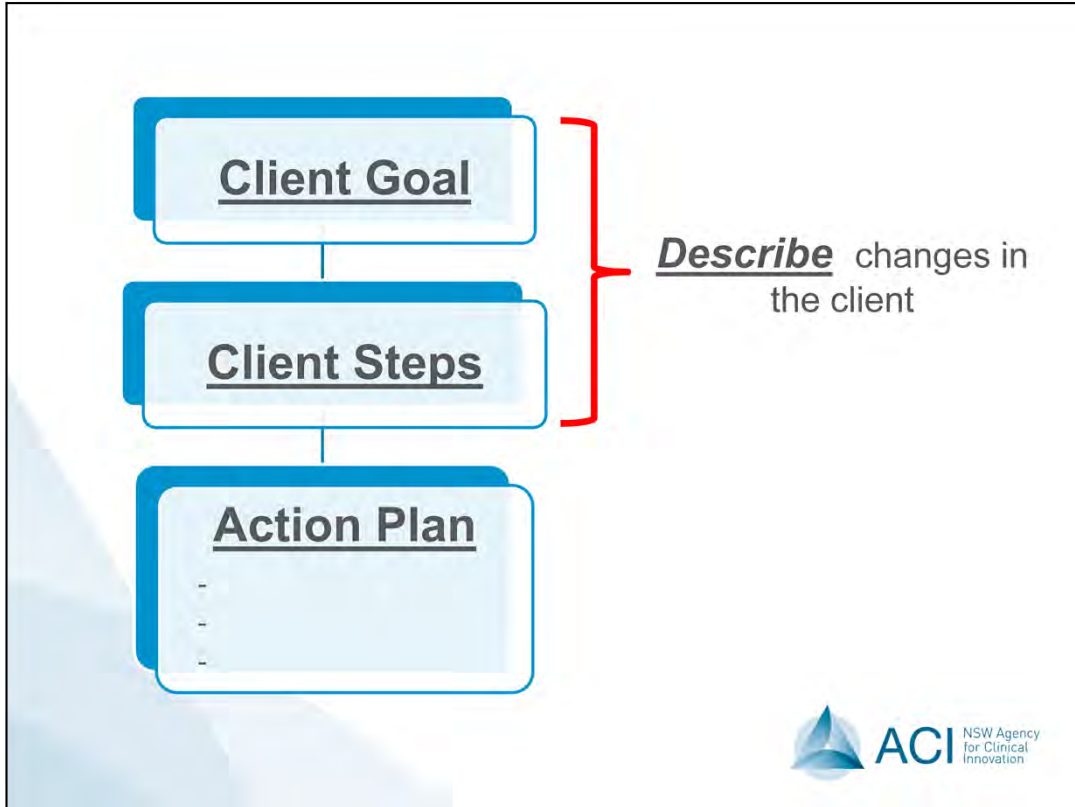 Client Goal
Describe changes in
the client
Client Steps
Action Plan
-
-
-
ACI NSW Agency
for Clinical
Innovation